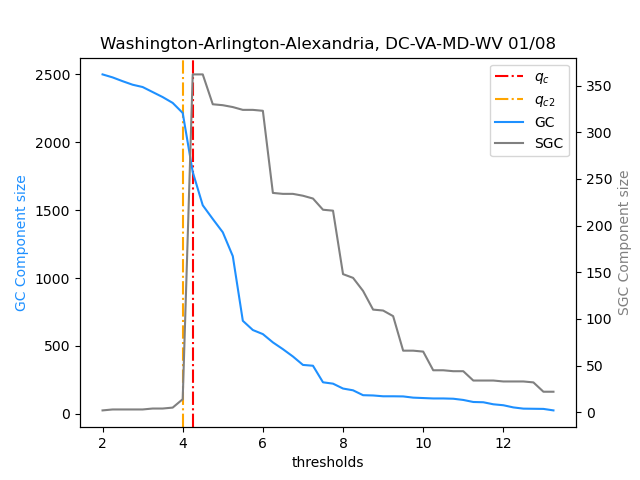 Washington-Arlington-Alexandria, DC-VA-MD-WV 01/08
q_c
q_c2
GC
SGC
GC Component size
2500
2000
1500
1000
500
0
350
300
250
200
150
100
50
0
SGC Component size
2 4 6 8 10 12
thresholds